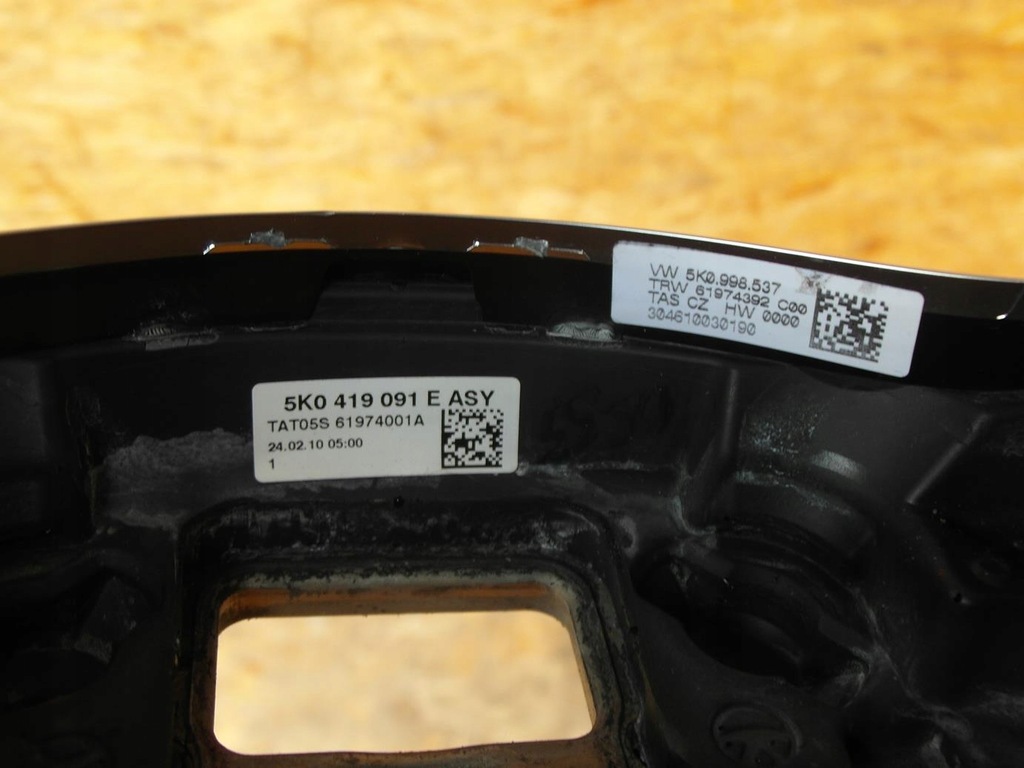 VW 5K0.998.537
TRW 61974392 C00
TAS CZ HW 0000
304610030190
5K0 419 091 E ASY
TAT05S 61974001A
24.02.10 05:00
1